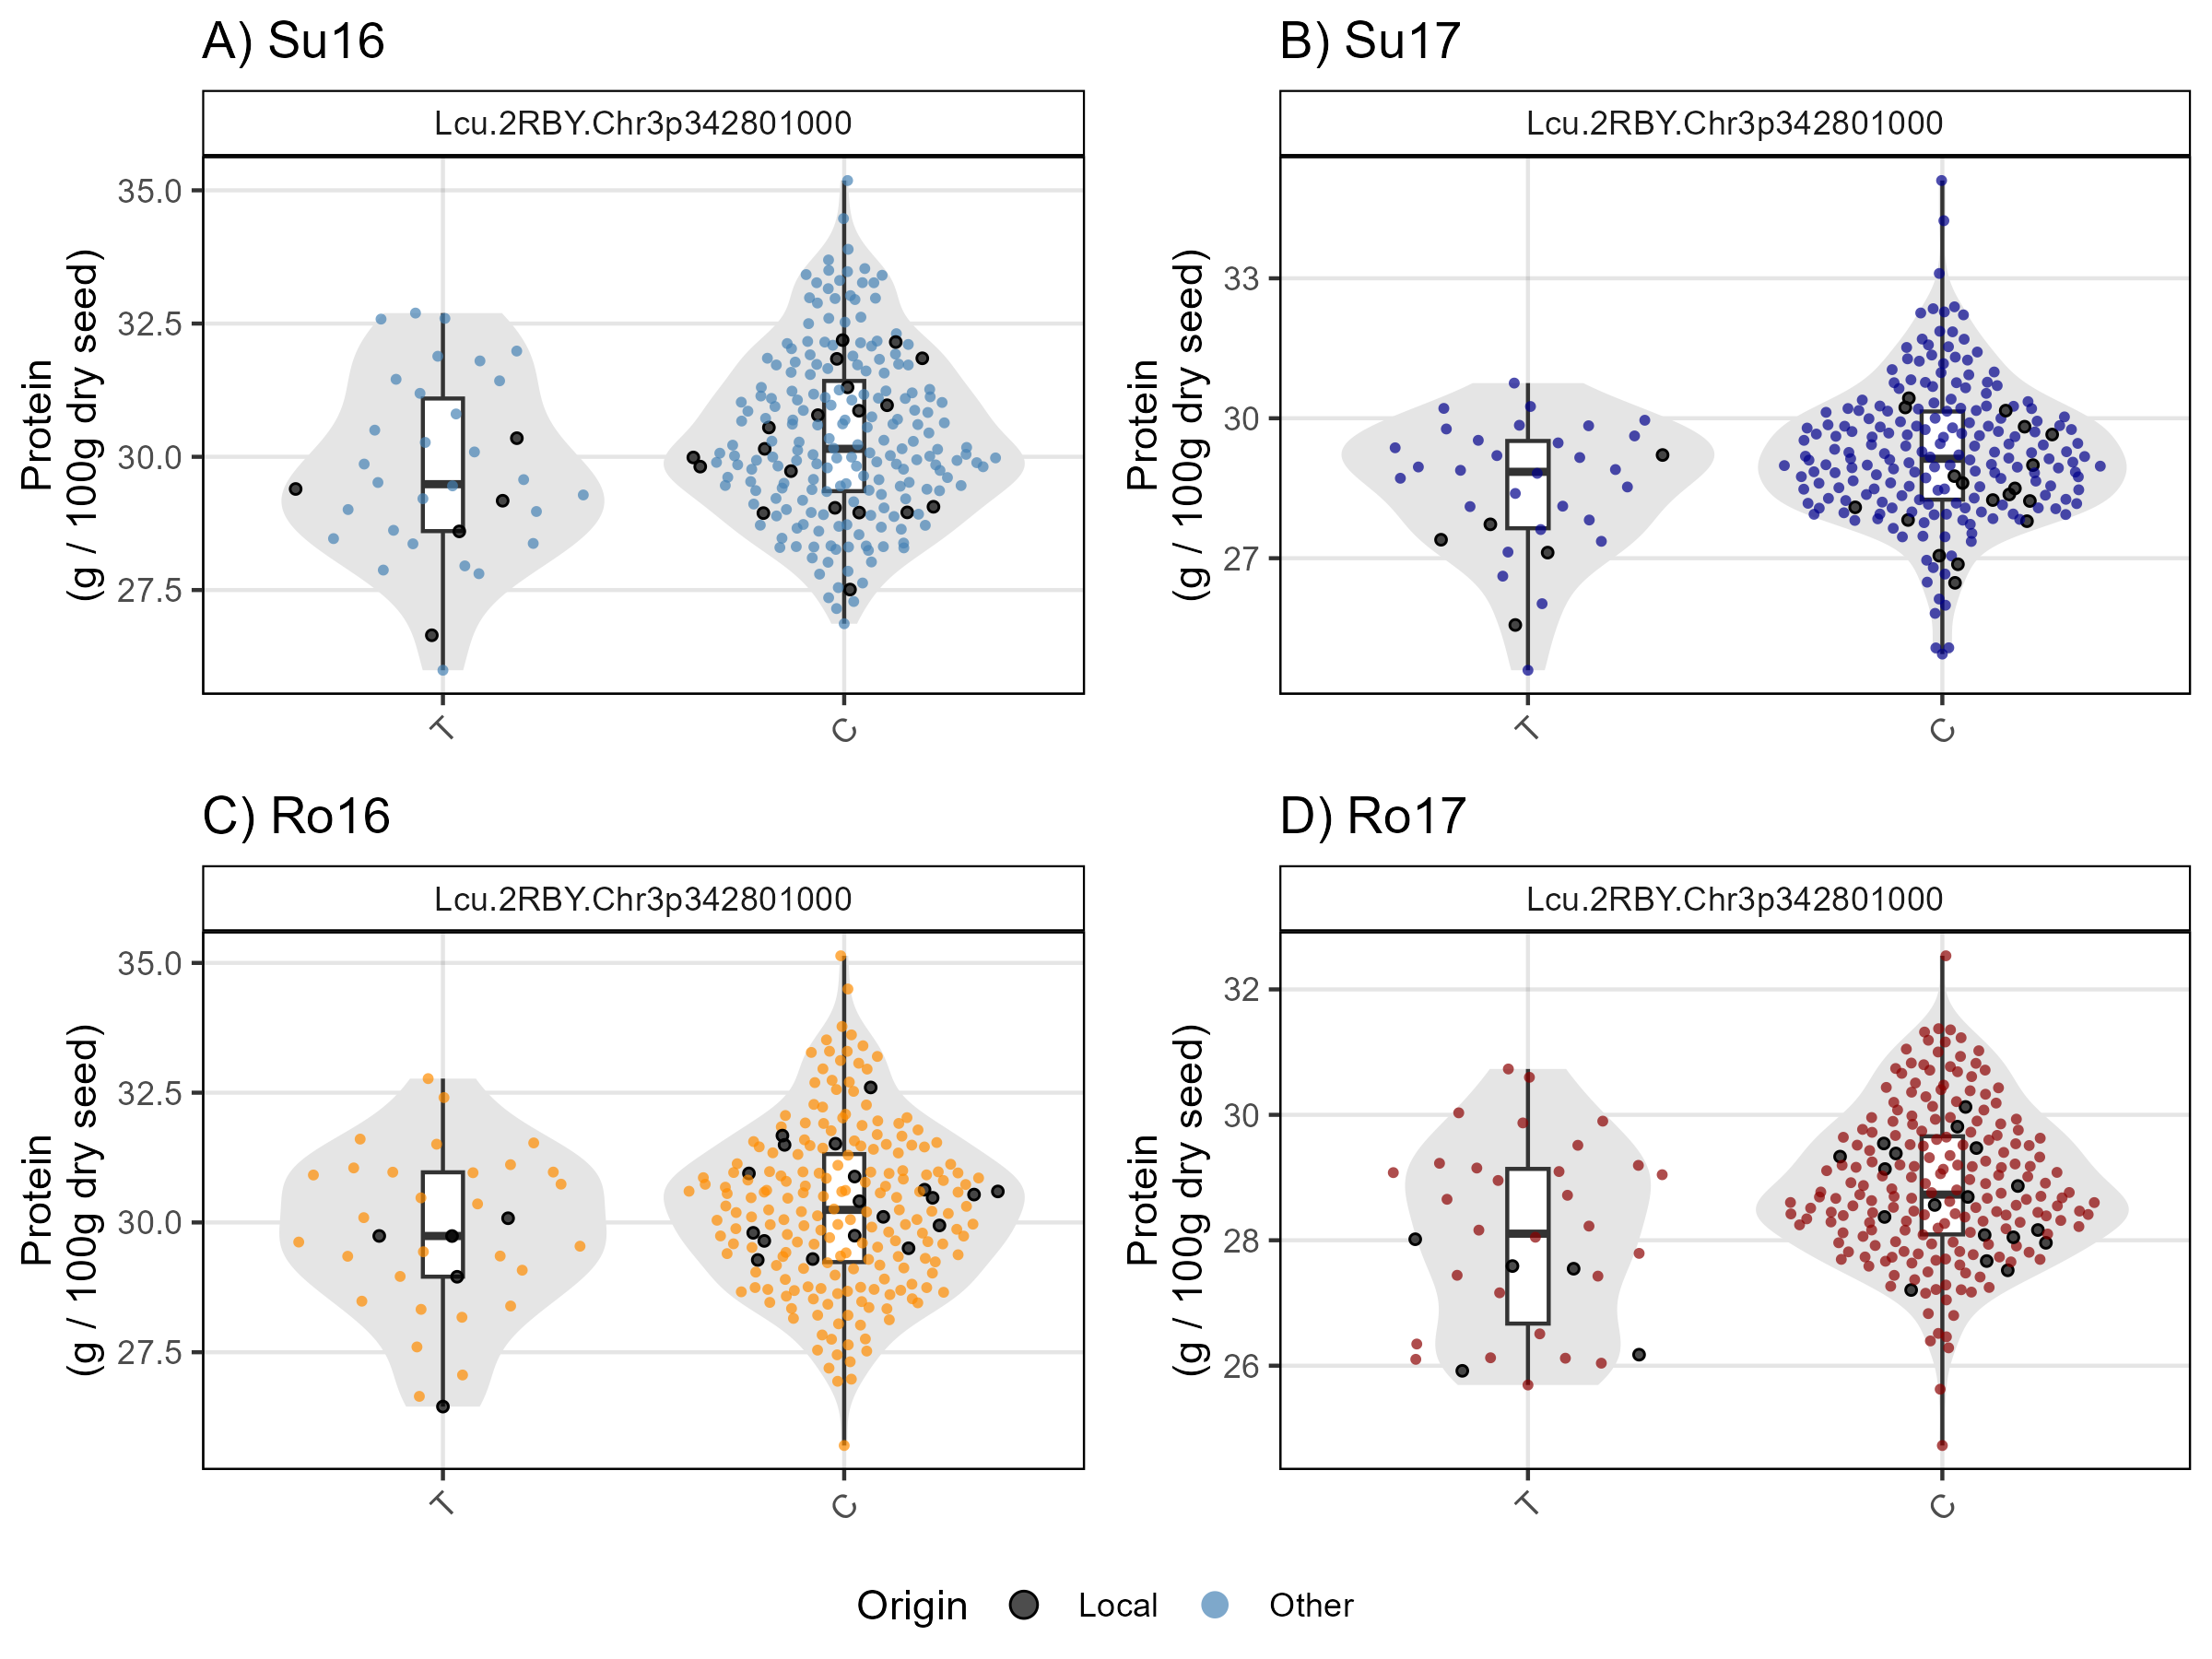 A) Su16
Lcu.2RBY.Chr3p342801000
Protein
(g / 100g dry seed)
35.0
32.5
30.0
27.5
T
C
B) Su17
Lcu.2RBY.Chr3p342801000
Protein
(g / 100g dry seed)
33
30
27
T
C
C) Ro16
Lcu.2RBY.Chr3p342801000
Protein
(g / 100g dry seed)
35.0
32.5
30.0
27.5
T
C
D) Ro17
Lcu.2RBY.Chr3p342801000
Protein
(g / 100g dry seed)
32
30
28
26
T
C
Origin Local Other